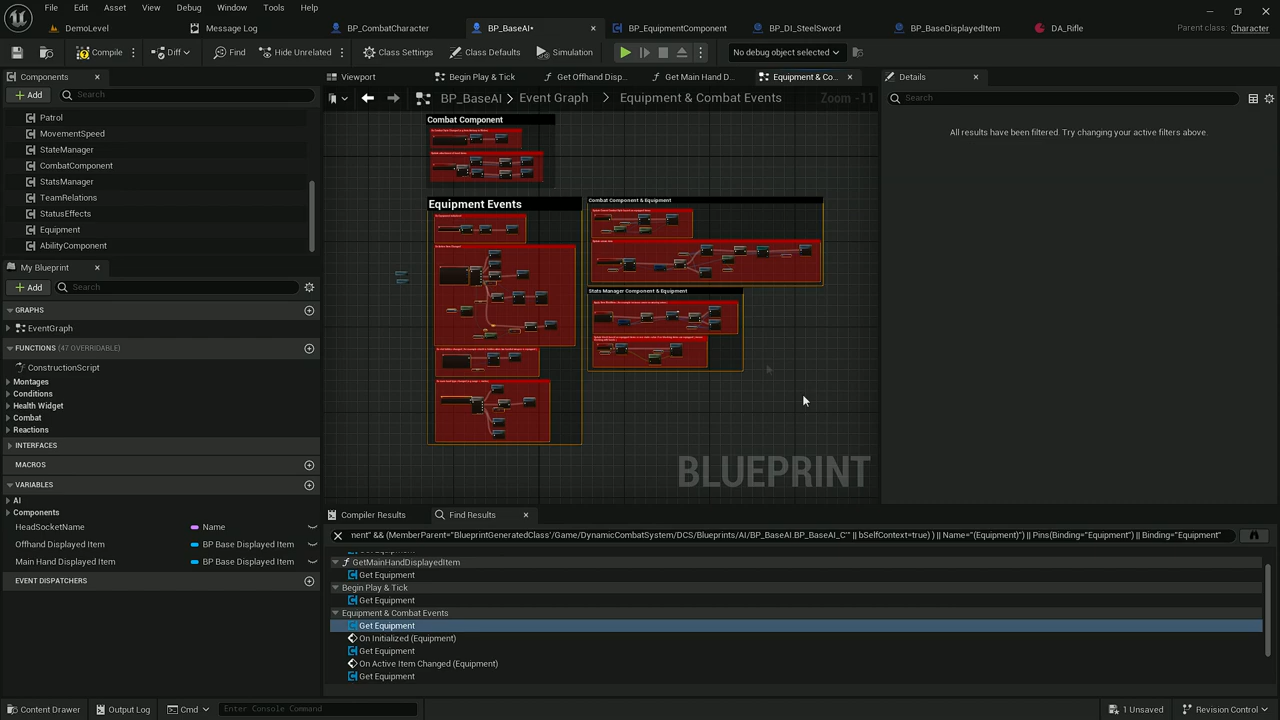 File Edit Asset View Debug Window Tools Help
DemoLevel Message Log BP_CombatCharacter BP_BaseAI• BP_EquipmentComponent BP_DI_SteelSword BP_BaseDisplayedItem DA_Rifle Parent class: Character
Compile Diff Find Hide Unrelated Class Settings Class Defaults Simulation No debug object selected
Components Viewport Begin Play & Tick Get Offhand Disp... Get Main Hand D... Equipment & Co... Details
Add Search BP_BaseAI Event Graph Equipment & Combat Events Zoom -11 Search
Patrol
MovementSpeed
StateManager
CombatComponent
StatsManager
TeamRelations
StatusEffects
Equipment
AbilityComponent
All results have been filtered. Try changing your active filters above.
Combat Component
Equipment Events
Combat Component & Equipment
Stats Manager Component & Equipment
BLUEPRINT
My Blueprint
Add Search
GRAPHS
EventGraph
FUNCTIONS (47 OVERRIDABLE)
ConstructionScript
Montages
Conditions
Health Widget
Combat
Reactions
INTERFACES
MACROS
VARIABLES
AI
Components
HeadSocketName Name
Offhand Displayed Item BP Base Displayed Item
Main Hand Displayed Item BP Base Displayed Item
EVENT DISPATCHERS
Compiler Results Find Results
ment" && (MemberParent="BlueprintGeneratedClass'/Game/DynamicCombatSystem/DCS/Blueprints/AI/BP_BaseAI.BP_BaseAI_C'" || bSelfContext=true) ) || Name="(Equipment)") || Pins(Binding="Equipment") || Binding="Equipment"
Get Equipment
GetMainHandDisplayedItem
Get Equipment
Begin Play & Tick
Get Equipment
Equipment & Combat Events
Get Equipment
On Initialized (Equipment)
Get Equipment
On Active Item Changed (Equipment)
Get Equipment
Content Drawer Output Log Cmd Enter Console Command 1 Unsaved Revision Control